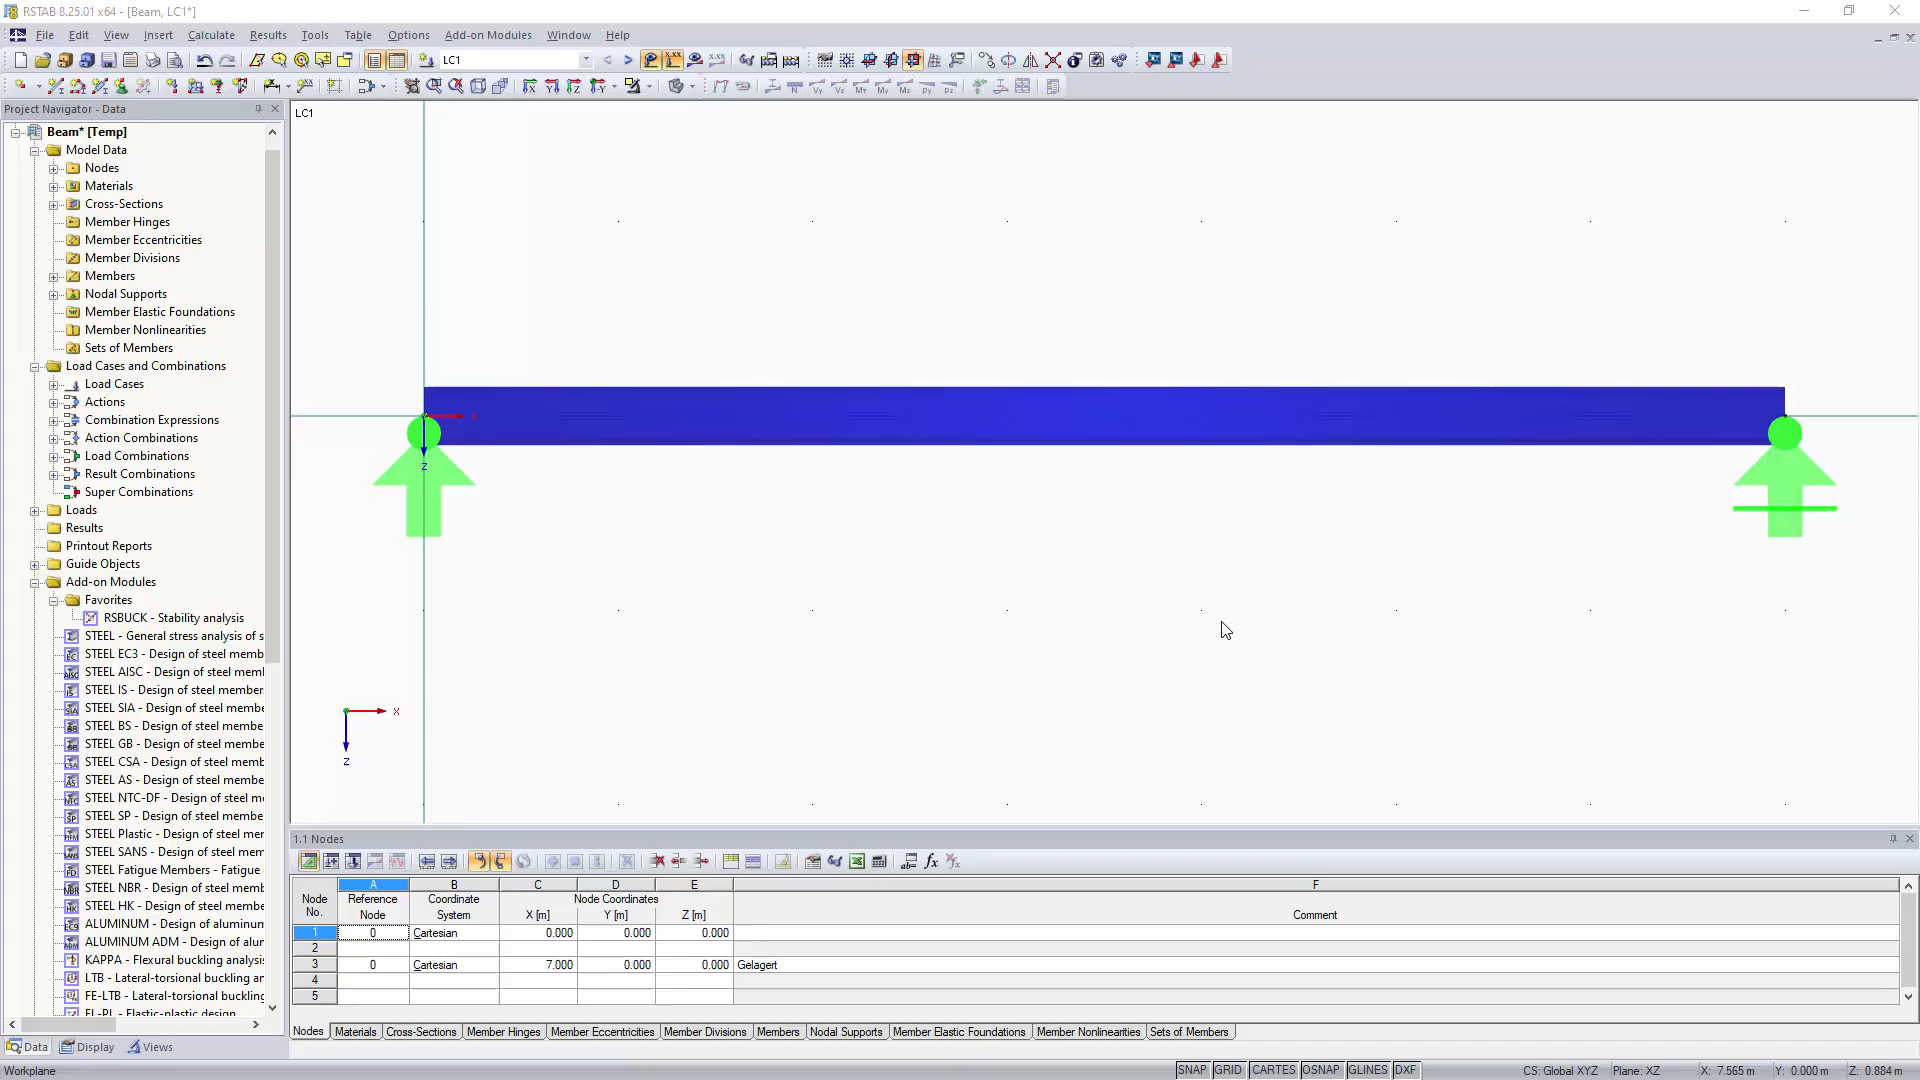 RSTAB 8.25.01 x64 - [Beam, LC1*]
File Edit View Insert Calculate Results Tools Table Options Add-on Modules Window Help
LC1
Project Navigator - Data
Beam* [Temp]
Model Data
Nodes
Materials
Cross-Sections
Member Hinges
Member Eccentricities
Member Divisions
Members
Nodal Supports
Member Elastic Foundations
Member Nonlinearities
Sets of Members
Load Cases and Combinations
Load Cases
Actions
Combination Expressions
Action Combinations
Load Combinations
Result Combinations
Super Combinations
Loads
Results
Printout Reports
Guide Objects
Add-on Modules
Favorites
RSBUCK - Stability analysis
STEEL - General stress analysis of s
STEEL EC3 - Design of steel memb
STEEL AISC - Design of steel meml
STEEL IS - Design of steel member
STEEL SIA - Design of steel membe
STEEL BS - Design of steel membe
STEEL GB - Design of steel membe
STEEL CSA - Design of steel membe
STEEL AS - Design of steel membe
STEEL NTC-DF - Design of steel me
STEEL SP - Design of steel membe
STEEL Plastic - Design of steel mer
STEEL SANS - Design of steel mem
STEEL Fatigue Members - Fatigue
STEEL NBR - Design of steel memb
STEEL HK - Design of steel membe
ALUMINUM - Design of aluminum
ALUMINUM ADM - Design of alur
KAPPA - Flexural buckling analysis
LTB - Lateral-torsional buckling ar
FE-LTB - Lateral-torsional buckling
EL-PL - Elastic-plastic design
Data Display Views
LC1
x
z
x
z
1.1 Nodes
A B C D E F
Node No. Reference Node Coordinate System Node Coordinates
X [m] Y [m] Z [m] Comment
1 0 Cartesian 0.000 0.000 0.000
2
3 0 Cartesian 7.000 0.000 0.000 Gelagert
4
5
Nodes Materials Cross-Sections Member Hinges Member Eccentricities Member Divisions Members Nodal Supports Member Elastic Foundations Member Nonlinearities Sets of Members
Workplane SNAP GRID CARTES OSNAP GLINES DXF CS: Global XYZ Plane: XZ X: 7.565 m Y: 0.000 m Z: 0.884 m